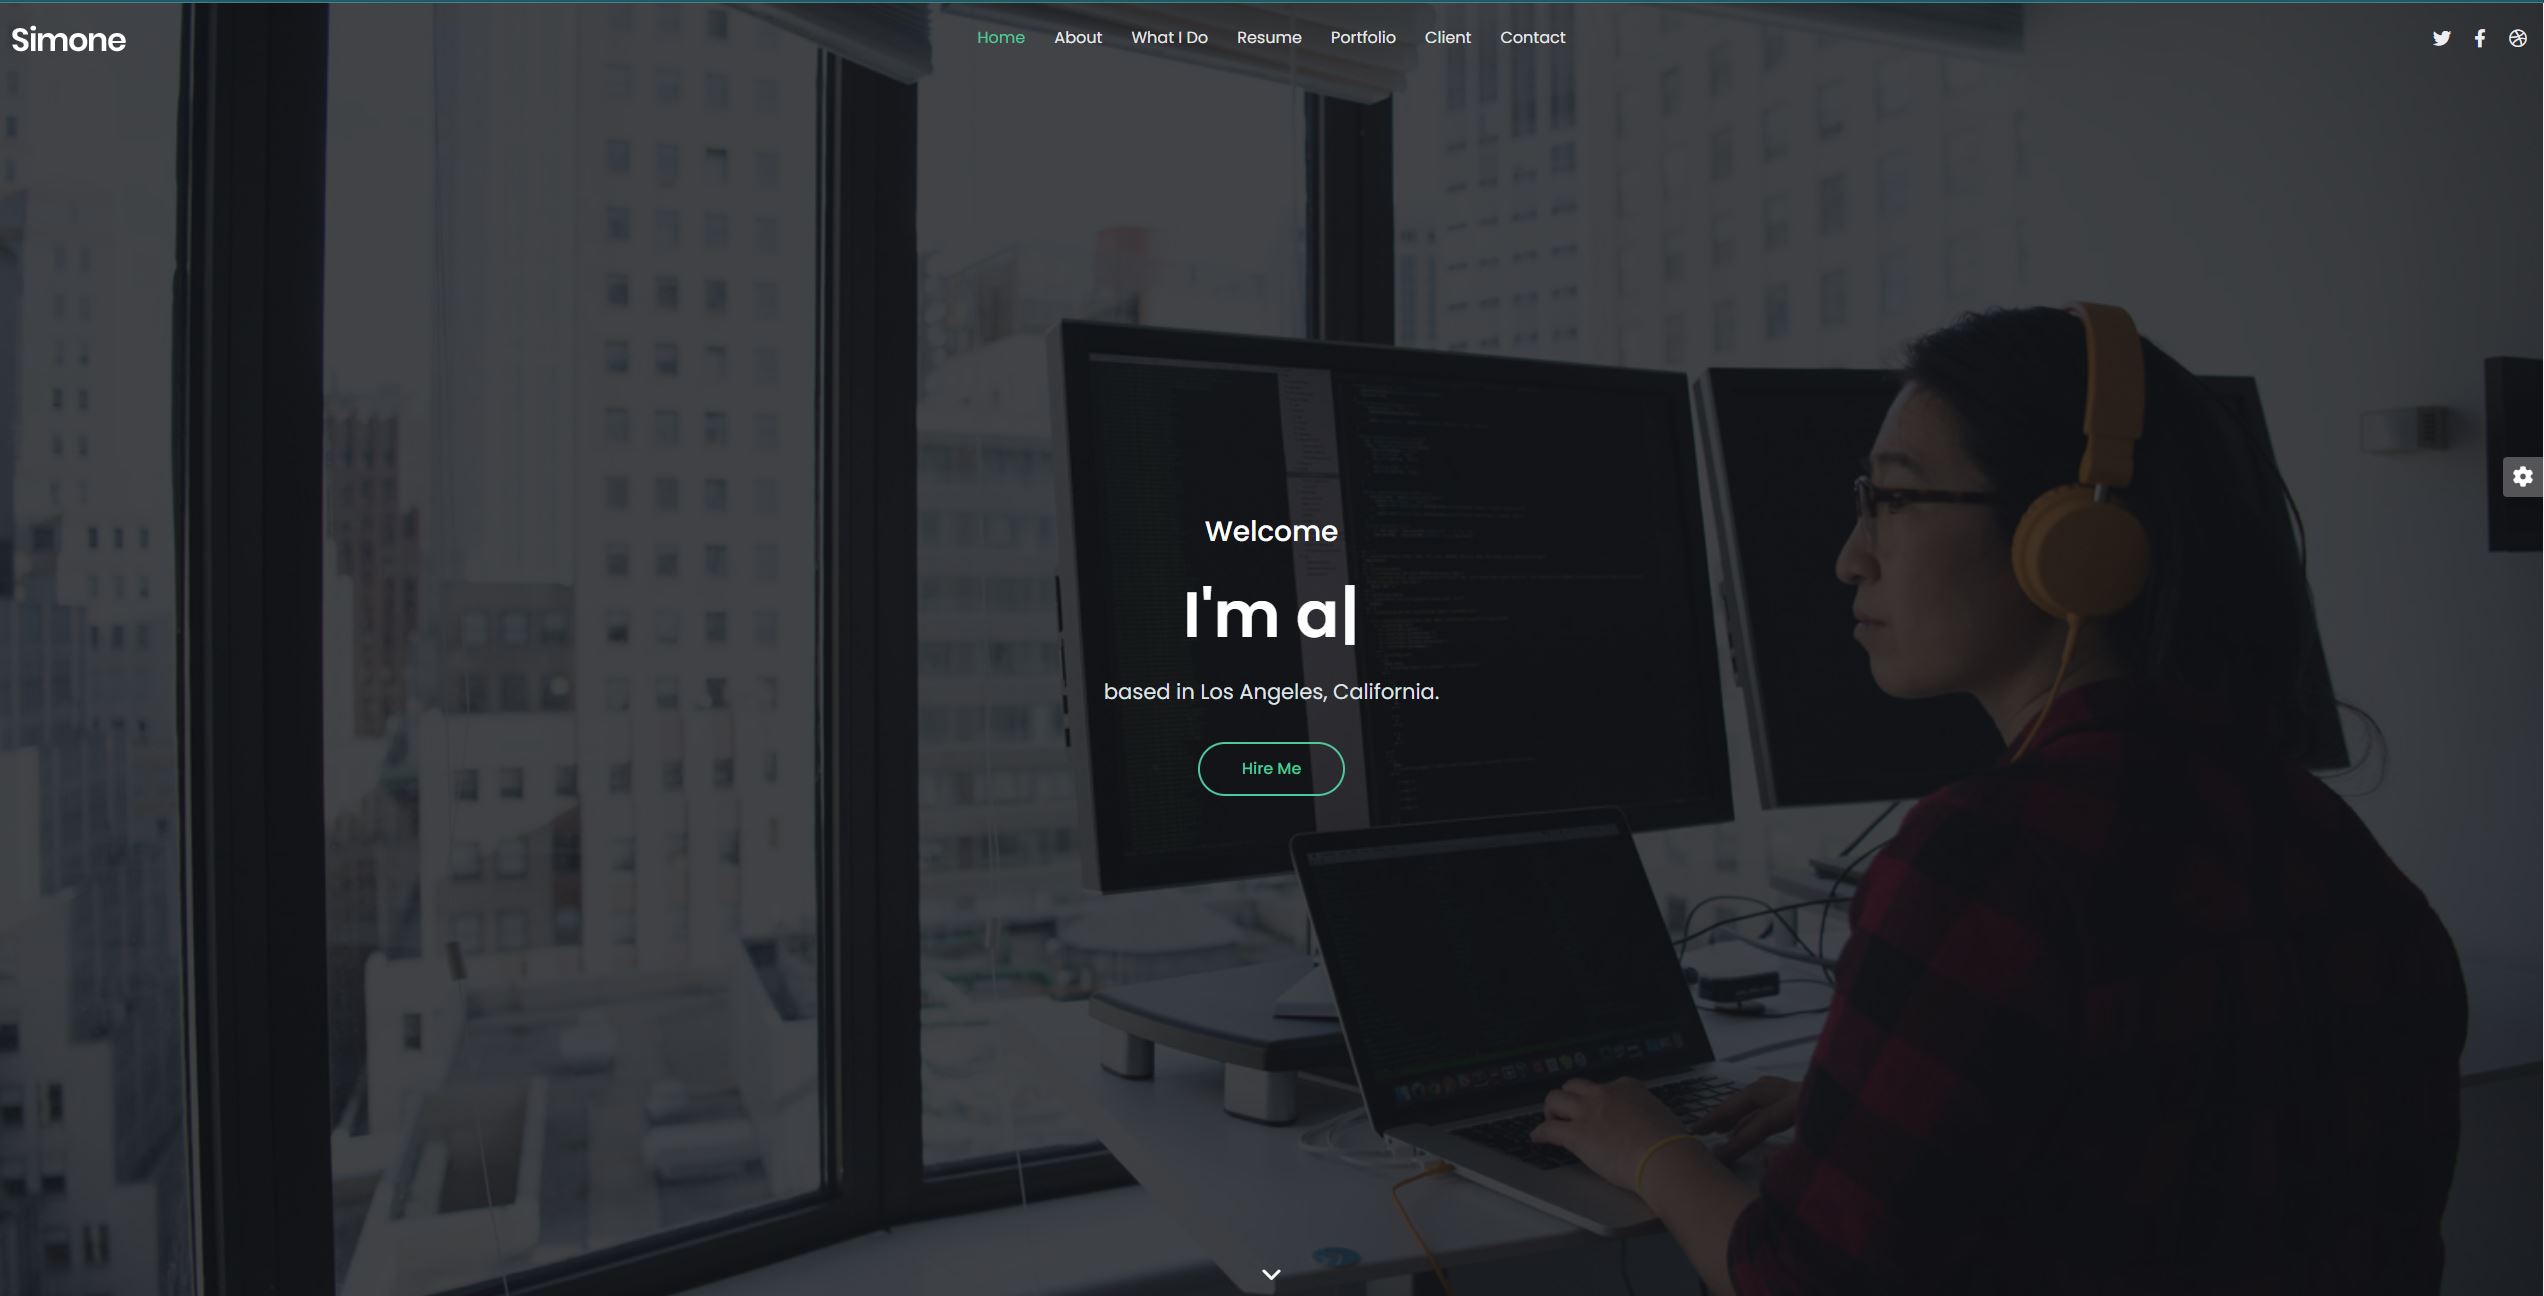 Simone
Home About What I Do Resume Portfolio Client Contact
Welcome
I'm a|
based in Los Angeles, California.
Hire Me